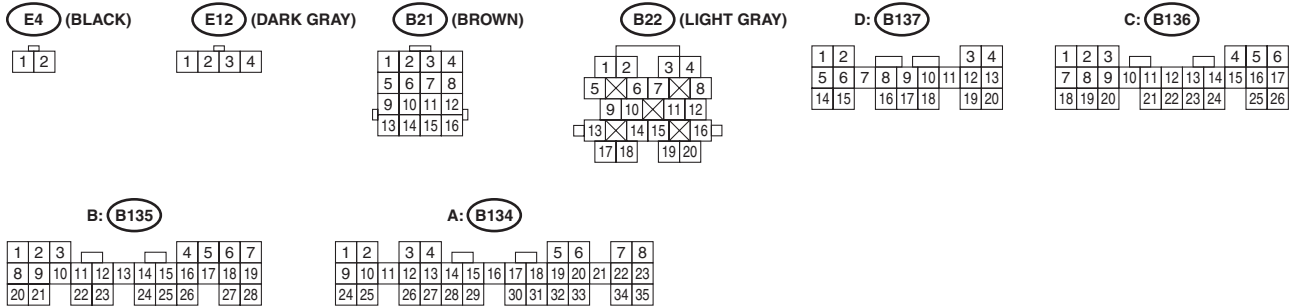 E4 (BLACK) E12 (DARK GRAY) B21 (BROWN) B22 (LIGHT GRAY) D: B137 C: B136
1 2
1 2 3 4
1 2 3 4
5 6 7 8
9 10 11 12
13 14 15 16
1 2 3 4
5 6 7 8
9 10 11 12
13 14 15 16
17 18 19 20
1 2 3 4
5 6 7 8 9 10 11 12 13
14 15 16 17 18 19 20
1 2 3 4 5 6
7 8 9 10 11 12 13 14 15 16 17
18 19 20 21 22 23 24 25 26
B: B135 A: B134
1 2 3 4 5 6 7
8 9 10 11 12 13 14 15 16 17 18 19
20 21 22 23 24 25 26 27 28
1 2 3 4 5 6 7 8
9 10 11 12 13 14 15 16 17 18 19 20 21 22 23
24 25 26 27 28 29 30 31 32 33 34 35